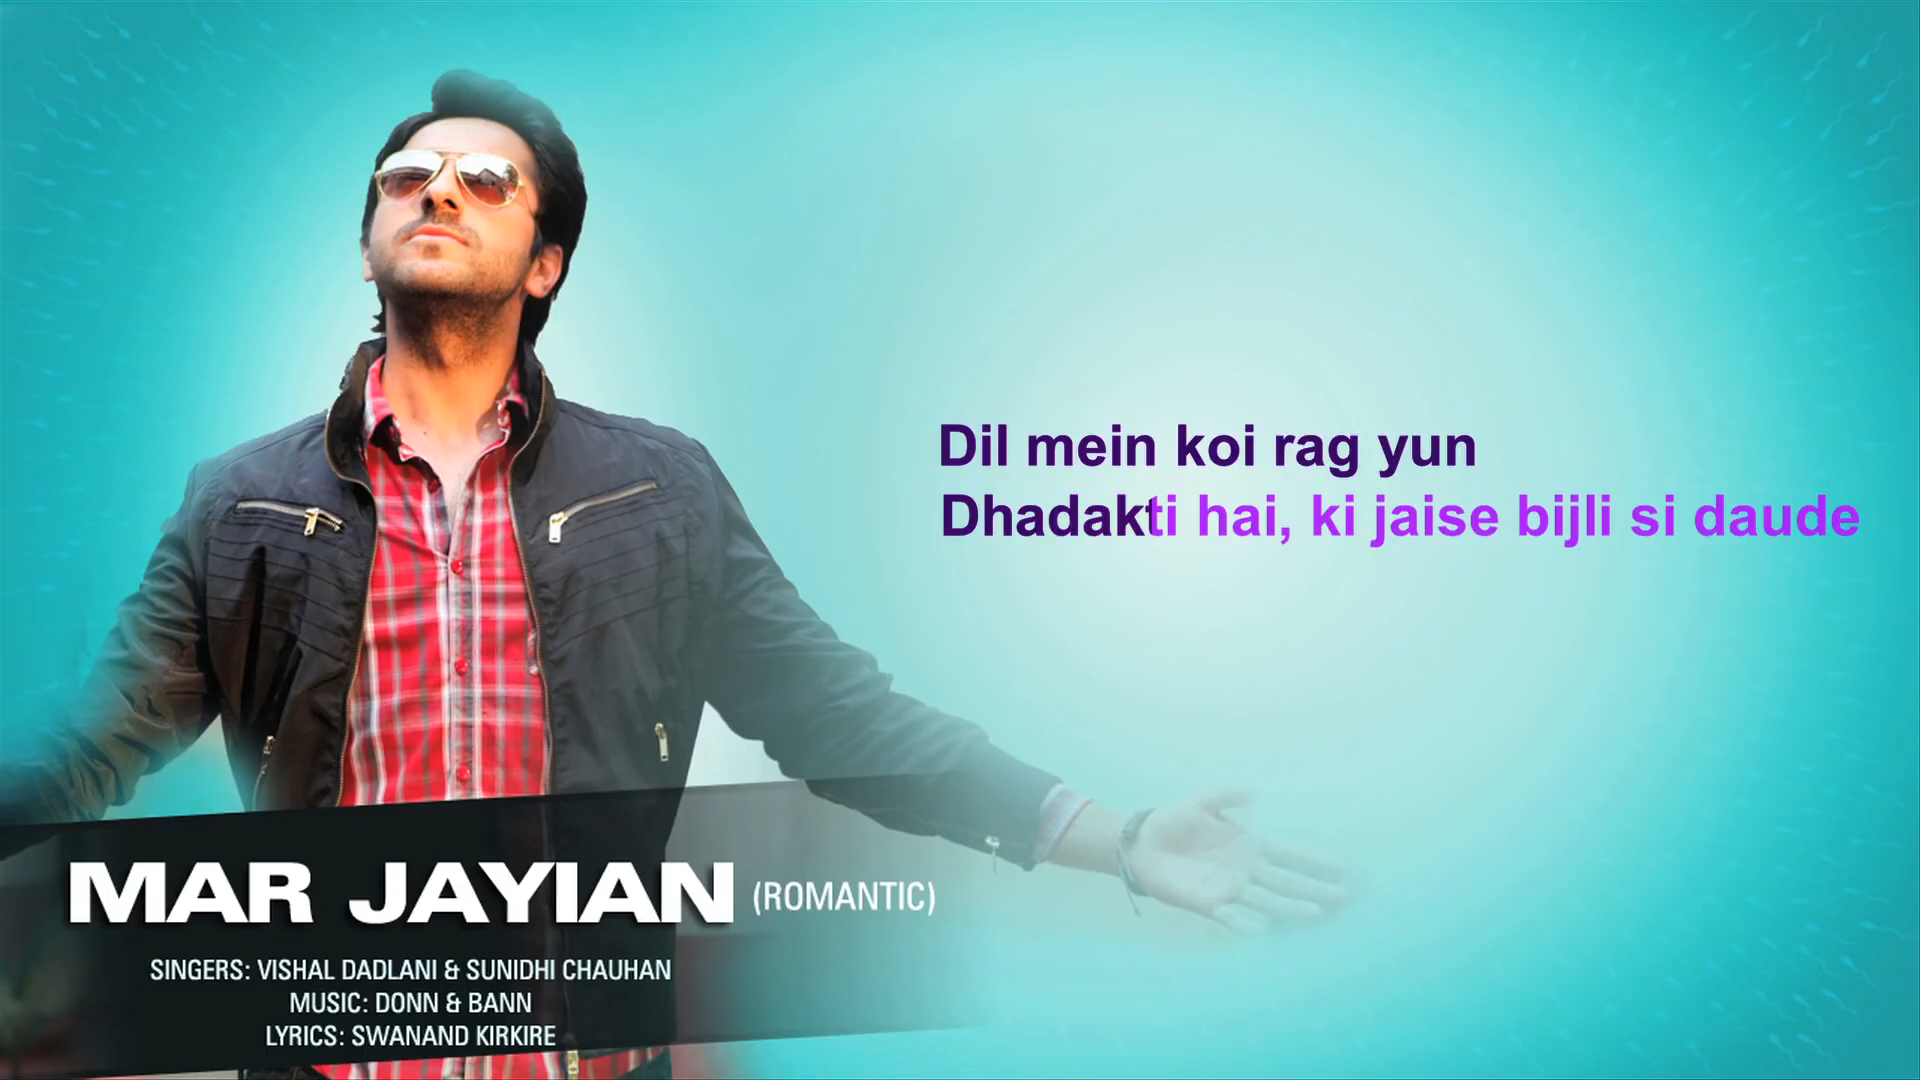 Dil mein koi rag yun
Dhadakti hai, ki jaise bijli si daude
MAR JAYIAN (ROMANTIC)
SINGERS: VISHAL DADLANI & SUNIDHI CHAUHAN
MUSIC: DONN & BANN
LYRICS: SWANAND KIRKIRE